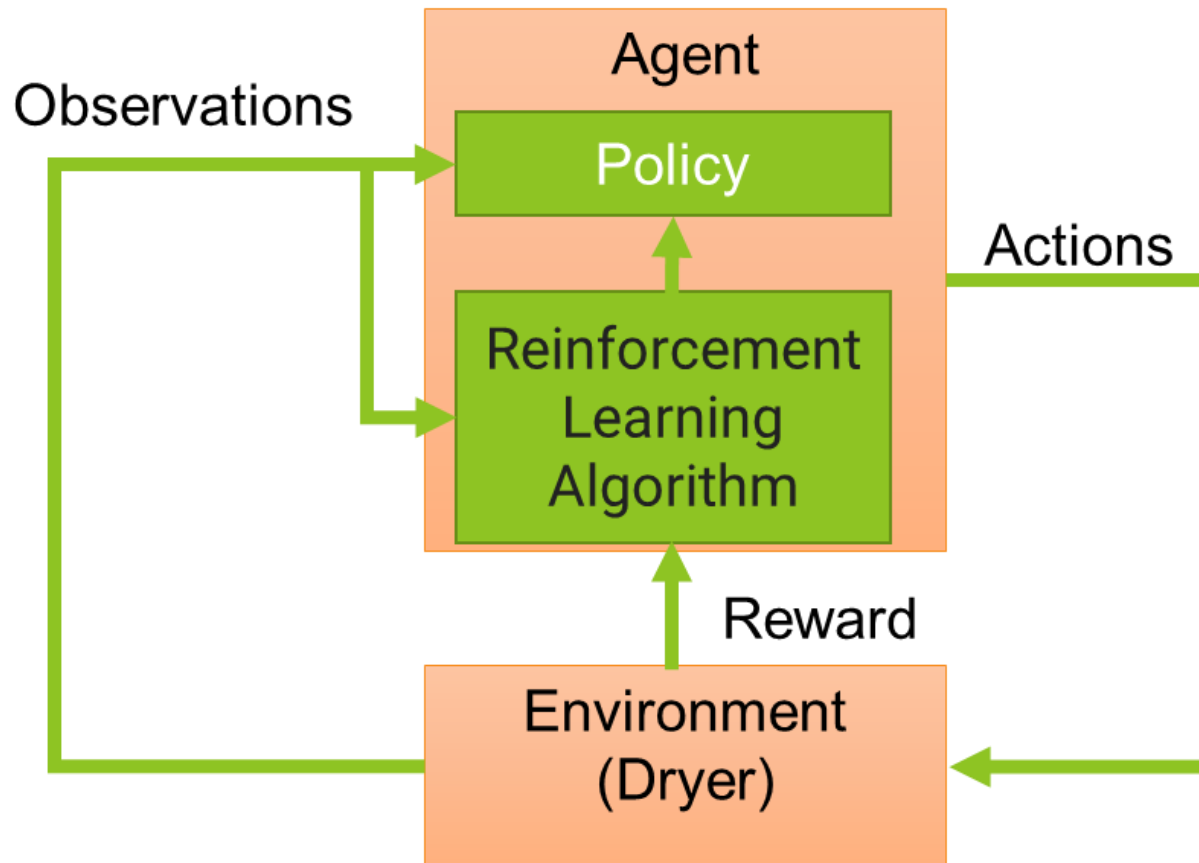 Agent
Observations
Policy
Actions
Reinforcement
Learning
Algorithm
Reward
Environment
(Dryer)